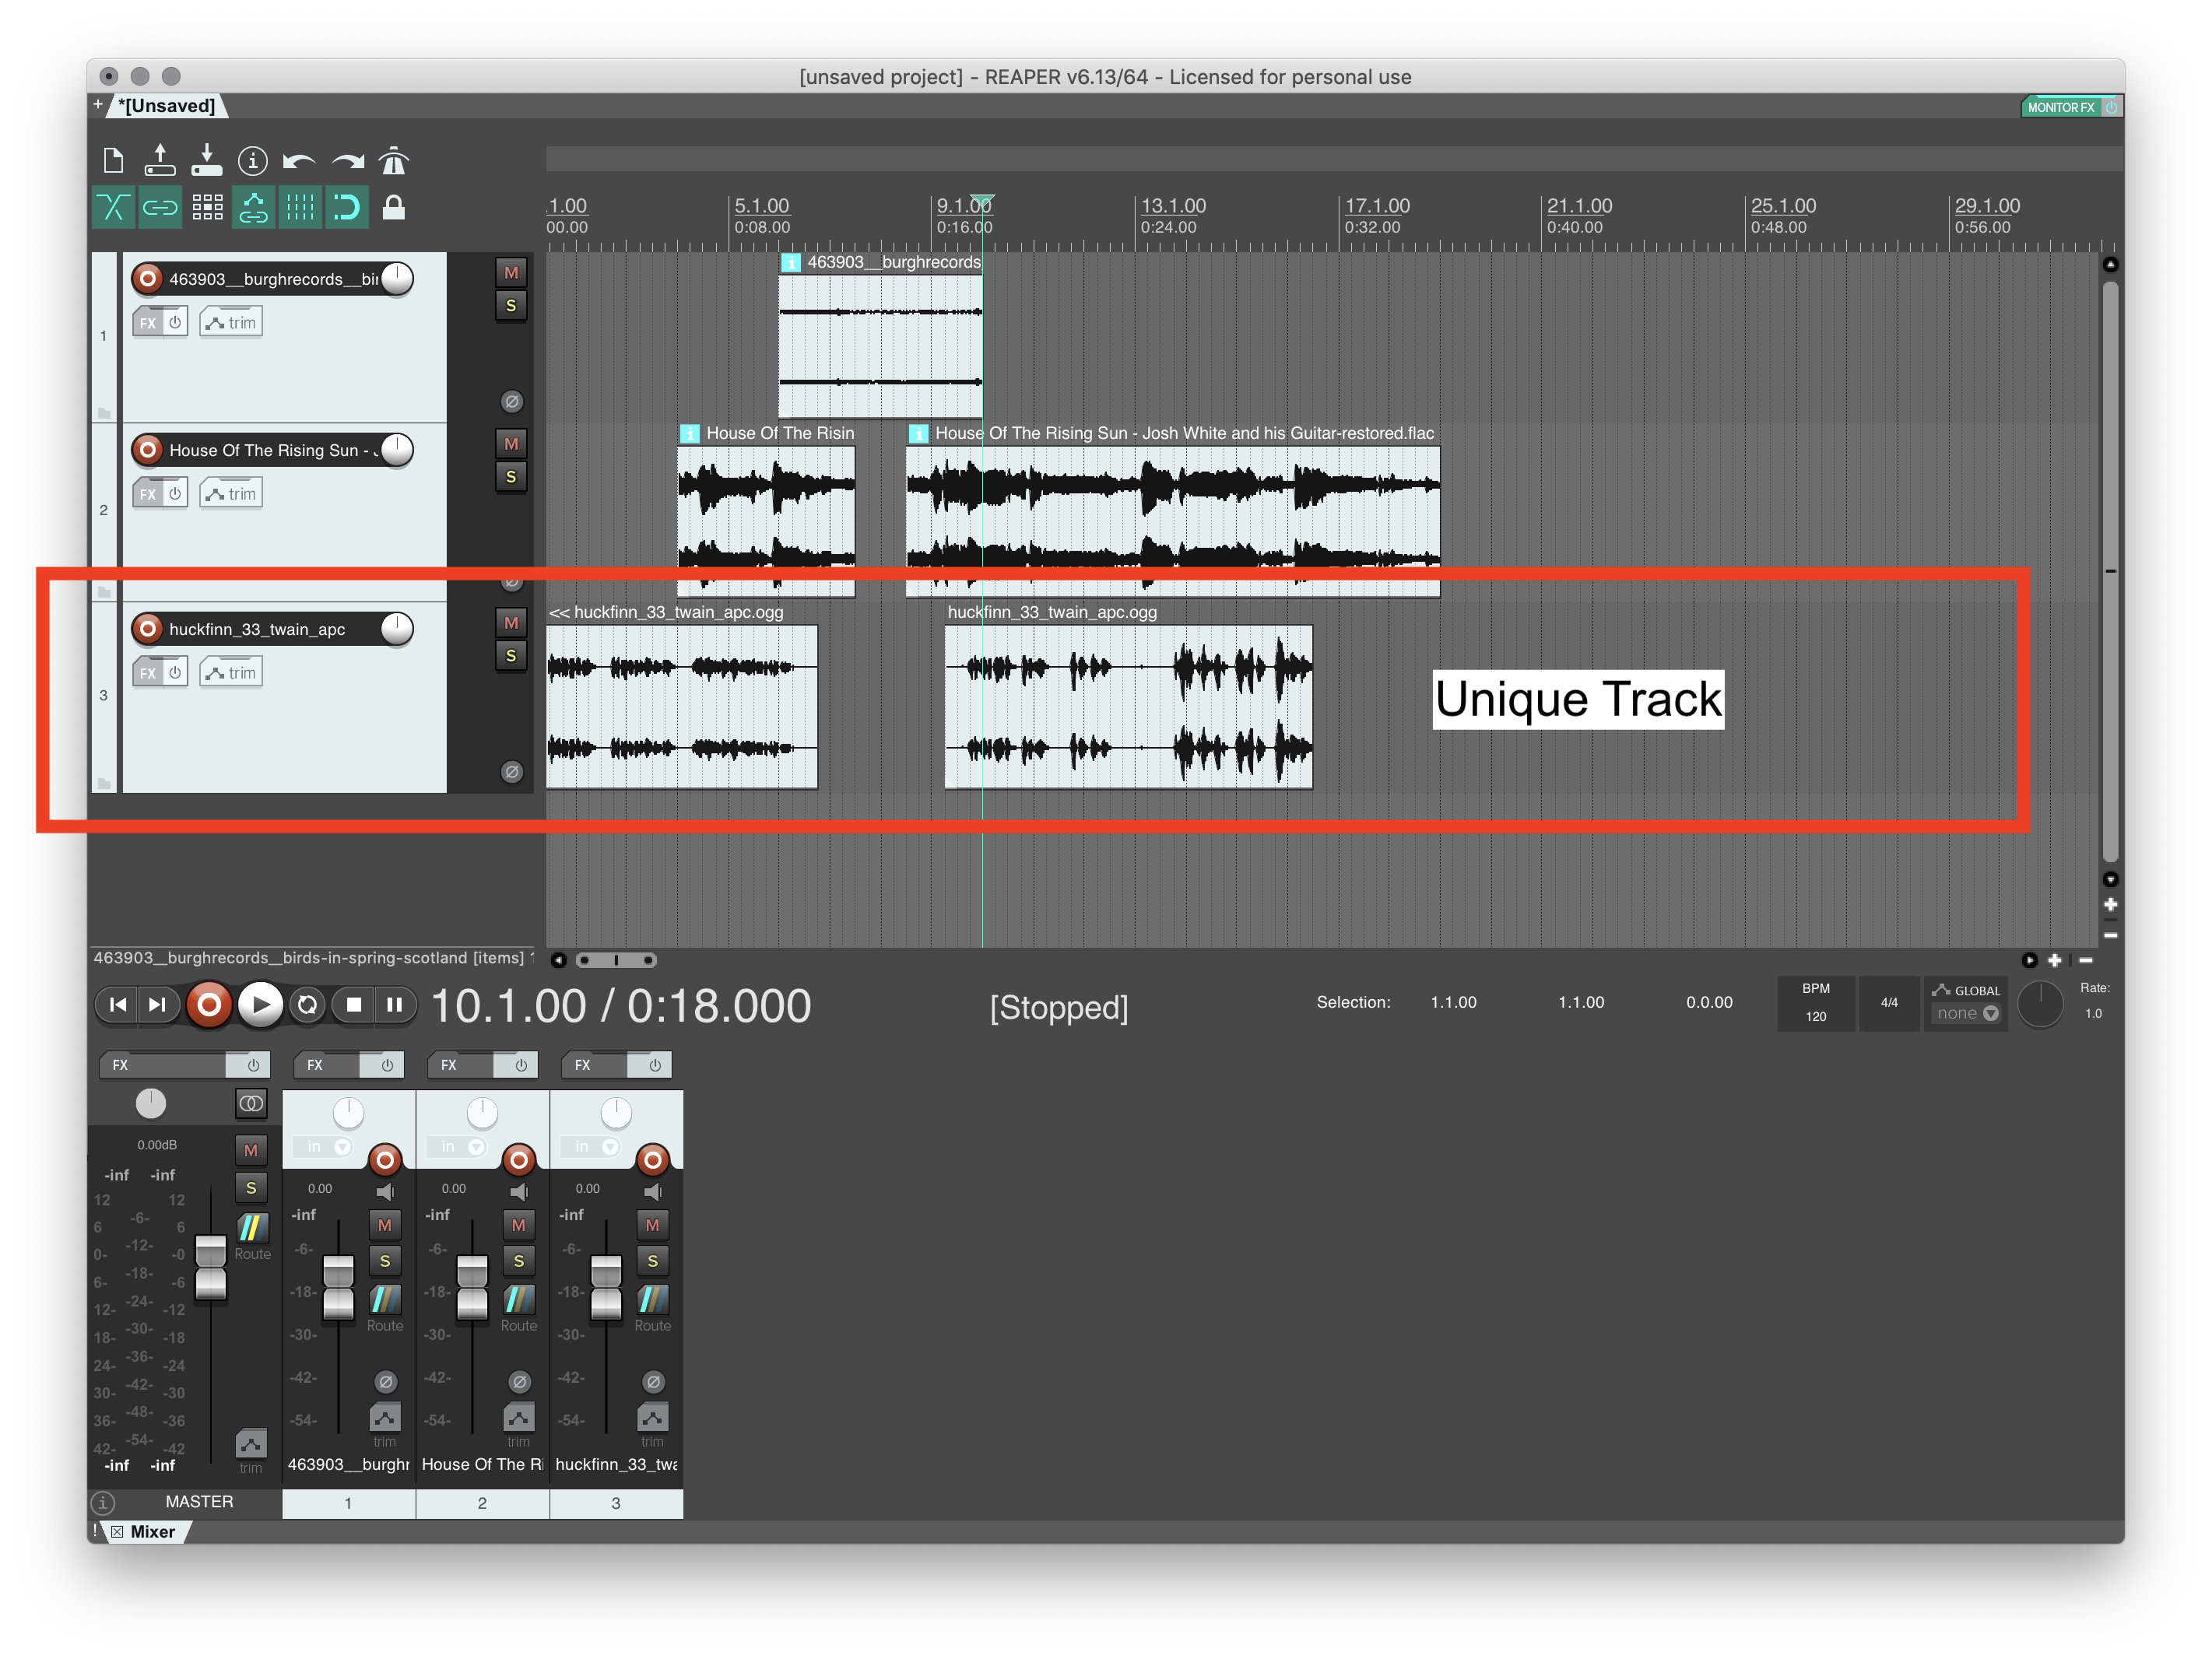 [unsaved project] - REAPER v6.13/64 - Licensed for personal use
+ *[Unsaved]
MONITOR FX
.1.00 5.1.00 9.1.00 13.1.00 17.1.00 21.1.00 25.1.00 29.1.00
00.00 0:08.00 0:16.00 0:24.00 0:32.00 0:40.00 0:48.00 0:56.00
463903__burghrecords__bir M
FX trim S
1
463903__burghrecords
House Of The Rising Sun - M
FX trim S
2
House Of The Risin
House Of The Rising Sun - Josh White and his Guitar-restored.flac
huckfinn_33_twain_apc M
FX trim S
3
<< huckfinn_33_twain_apc.ogg
huckfinn_33_twain_apc.ogg
Unique Track
463903__burghrecords__birds-in-spring-scotland [items]
10.1.00 / 0:18.000
[Stopped]
Selection: 1.1.00 1.1.00 0.0.00
BPM
120
4/4
GLOBAL
none
Rate:
1.0
FX FX FX FX
in in in
0.00dB M
-inf -inf S
12 12
-6-
6 6
-12-
0- -0
-18-
6- -6
-24-
12- -12
-30-
18- -18
-36-
24- -24
-42-
30- -30
-48-
36- -36
-54-
42- -42
-inf -inf
Route
trim
MASTER
0.00
-inf M
-6- S
-18-
Route
-30-
-42-
-54-
trim
463903__burghr
1
0.00
-inf M
-6- S
-18-
Route
-30-
-42-
-54-
trim
House Of The Ri
2
0.00
-inf M
-6- S
-18-
Route
-30-
-42-
-54-
trim
huckfinn_33_twa
3
! Mixer